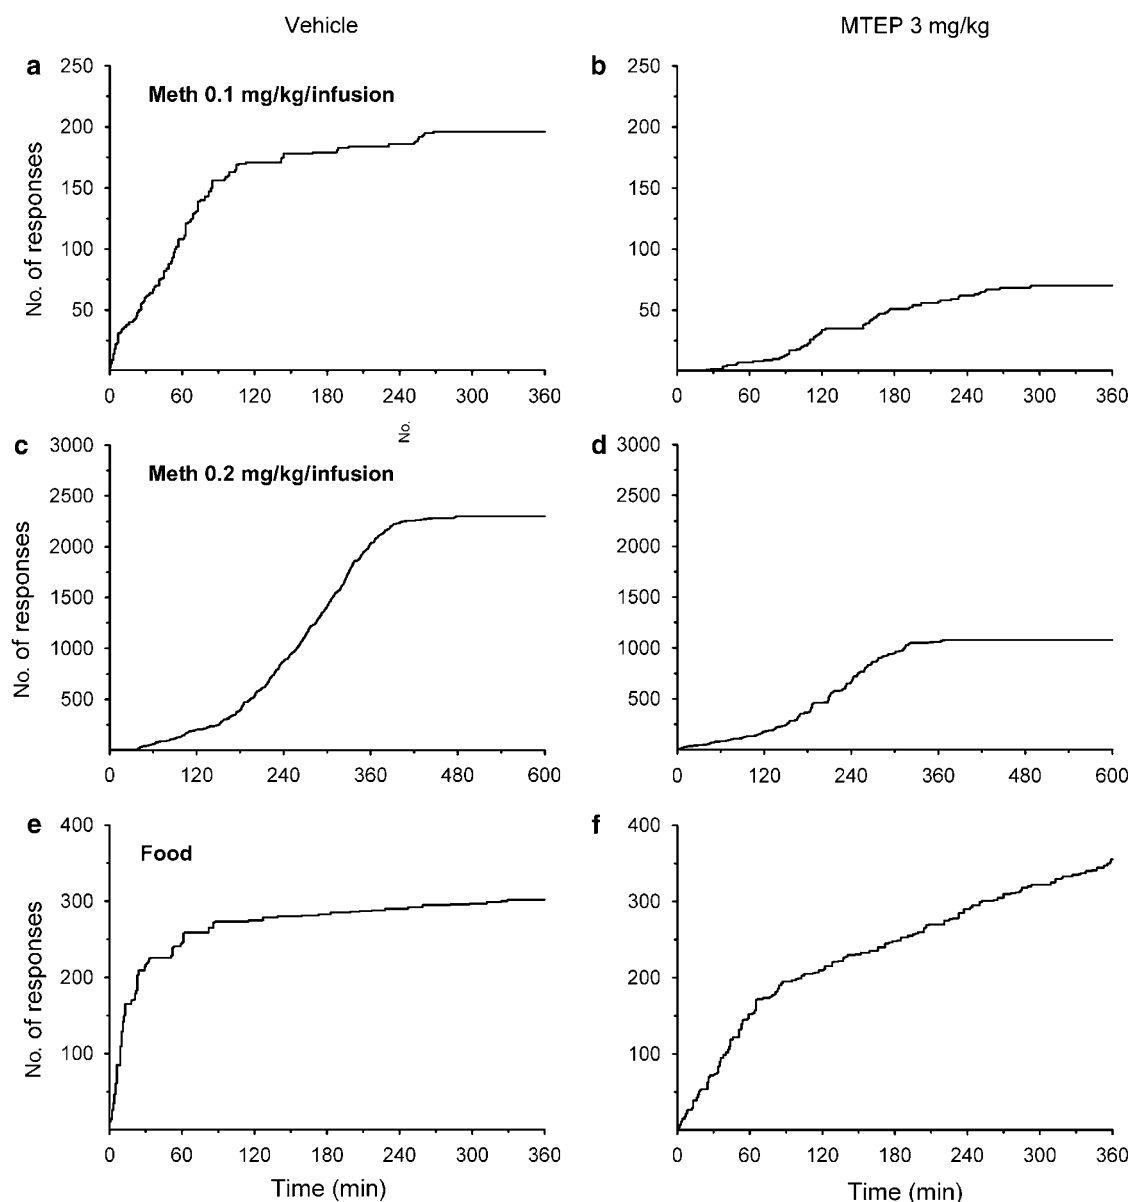 Vehicle
MTEP 3 mg/kg
a
250
Meth 0.1 mg/kg/infusion
200
150
100
50
No. of responses
0 60 120 180 240 300 360
b
250
200
150
100
50
0 60 120 180 240 300 360
No.
c
3000
Meth 0.2 mg/kg/infusion
2500
2000
1500
1000
500
No. of responses
0 120 240 360 480 600
d
3000
2500
2000
1500
1000
500
0 120 240 360 480 600
e
400
Food
300
200
100
No. of responses
0 60 120 180 240 300 360
Time (min)
f
400
300
200
100
0 60 120 180 240 300 360
Time (min)